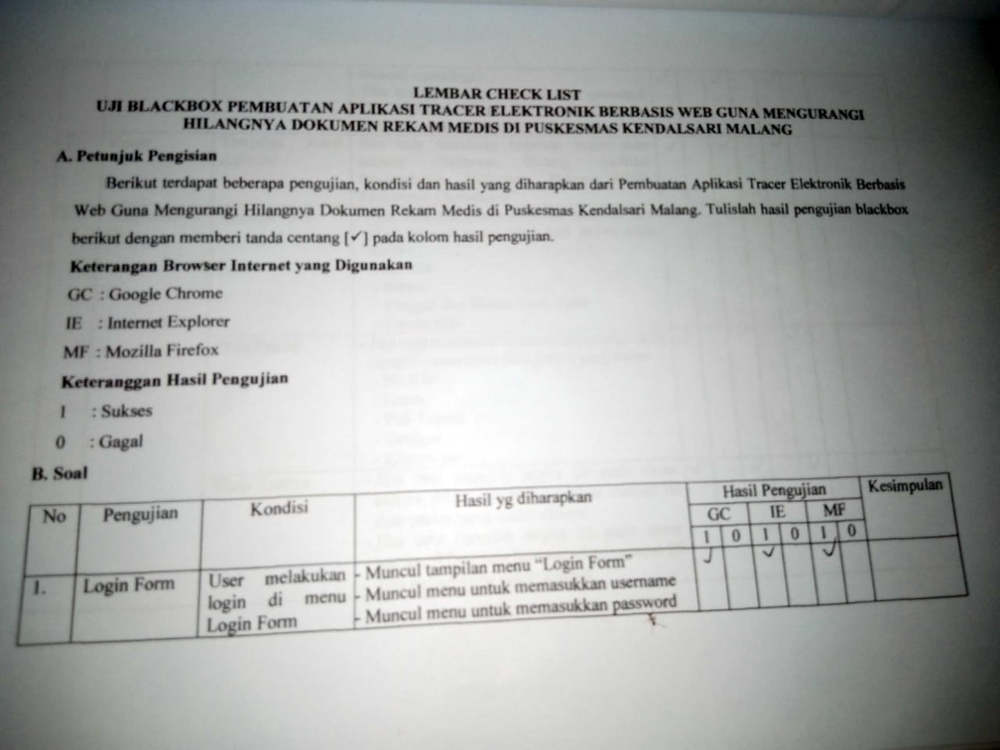 LEMBAR CHECK LIST
UJI BLACKBOX PEMBUATAN APLIKASI TRACER ELEKTRONIK BERBASIS WEB GUNA MENGURANGI
HILANGNYA DOKUMEN REKAM MEDIS DI PUSKESMAS KENDALSARI MALANG
A. Petunjuk Pengisian
Berikut terdapat beberapa pengujian, kondisi dan hasil yang diharapkan dari Pembuatan Aplikasi Tracer Elektronik Berbasis
Web Guna Mengurangi Hilangnya Dokumen Rekam Medis di Puskesmas Kendalsari Malang. Tulislah hasil pengujian blackbox
berikut dengan memberi tanda centang [✓] pada kolom hasil pengujian.
Keterangan Browser Internet yang Digunakan
GC : Google Chrome
IE : Internet Explorer
MF : Mozilla Firefox
Keteranggan Hasil Pengujian
1 : Sukses
0 : Gagal
B. Soal
No Pengujian Kondisi Hasil yg diharapkan Hasil Pengujian Kesimpulan
GC IE MF
1 0 1 0 1 0
1. Login Form User melakukan - Muncul tampilan menu “Login Form” ✓ ✓ ✓
login di menu - Muncul menu untuk memasukkan username
Login Form - Muncul menu untuk memasukkan password